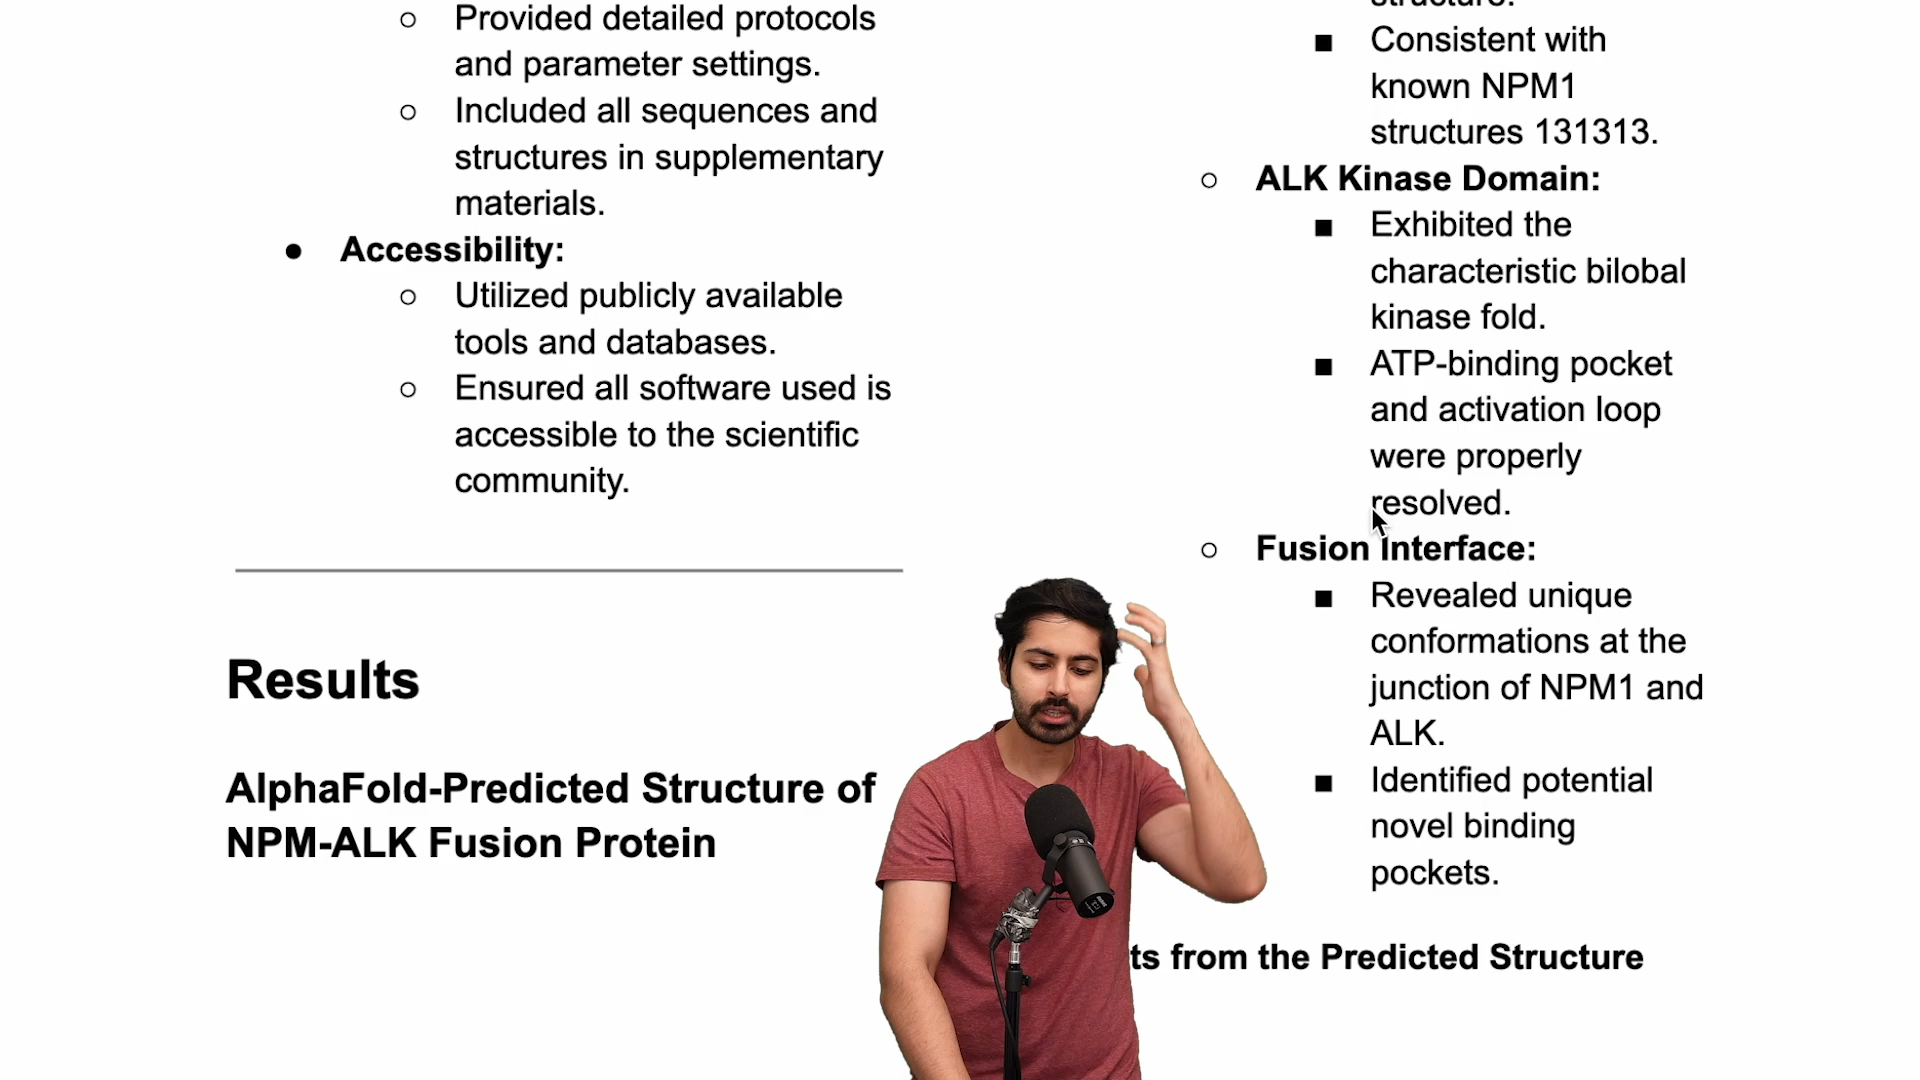 Provided detailed protocols
and parameter settings.
Included all sequences and
structures in supplementary
materials.
Accessibility:
Utilized publicly available
tools and databases.
Ensured all software used is
accessible to the scientific
community.
Results
AlphaFold-Predicted Structure of
NPM-ALK Fusion Protein
structure.
Consistent with
known NPM1
structures 131313.
ALK Kinase Domain:
Exhibited the
characteristic bilobal
kinase fold.
ATP-binding pocket
and activation loop
were properly
resolved.
Fusion Interface:
Revealed unique
conformations at the
junction of NPM1 and
ALK.
Identified potential
novel binding
pockets.
ts from the Predicted Structure